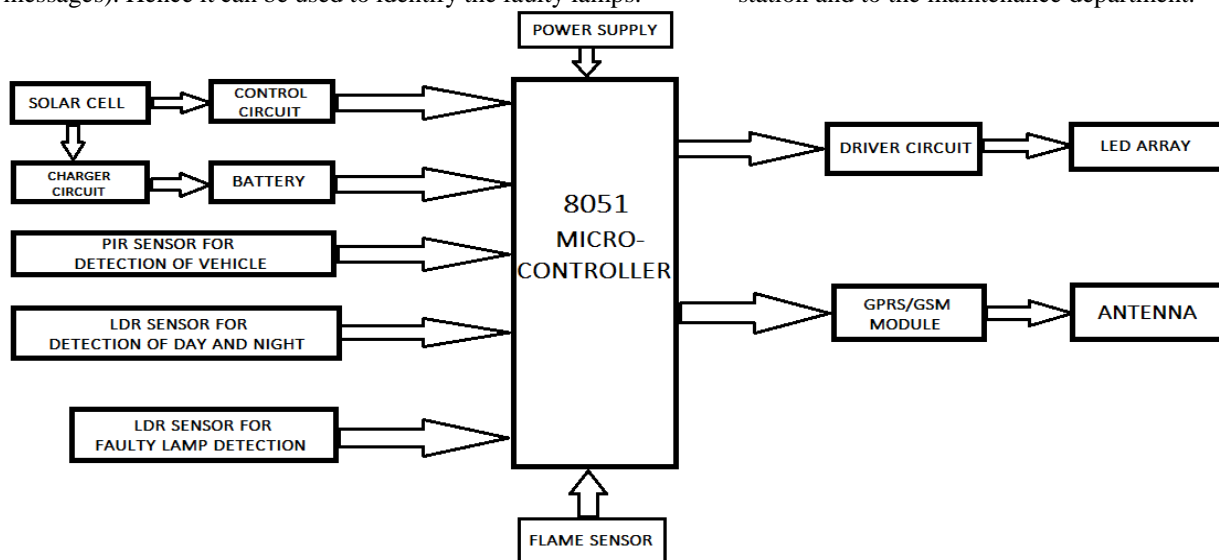 messages). Hence it can be used to identify the faulty lamps.
station and to the maintenance department.
POWER SUPPLY
SOLAR CELL
CONTROL
CIRCUIT
CHARGER
CIRCUIT
BATTERY
PIR SENSOR FOR
DETECTION OF VEHICLE
LDR SENSOR FOR
DETECTION OF DAY AND NIGHT
LDR SENSOR FOR
FAULTY LAMP DETECTION
8051
MICRO-
CONTROLLER
FLAME SENSOR
DRIVER CIRCUIT
LED ARRAY
GPRS/GSM
MODULE
ANTENNA